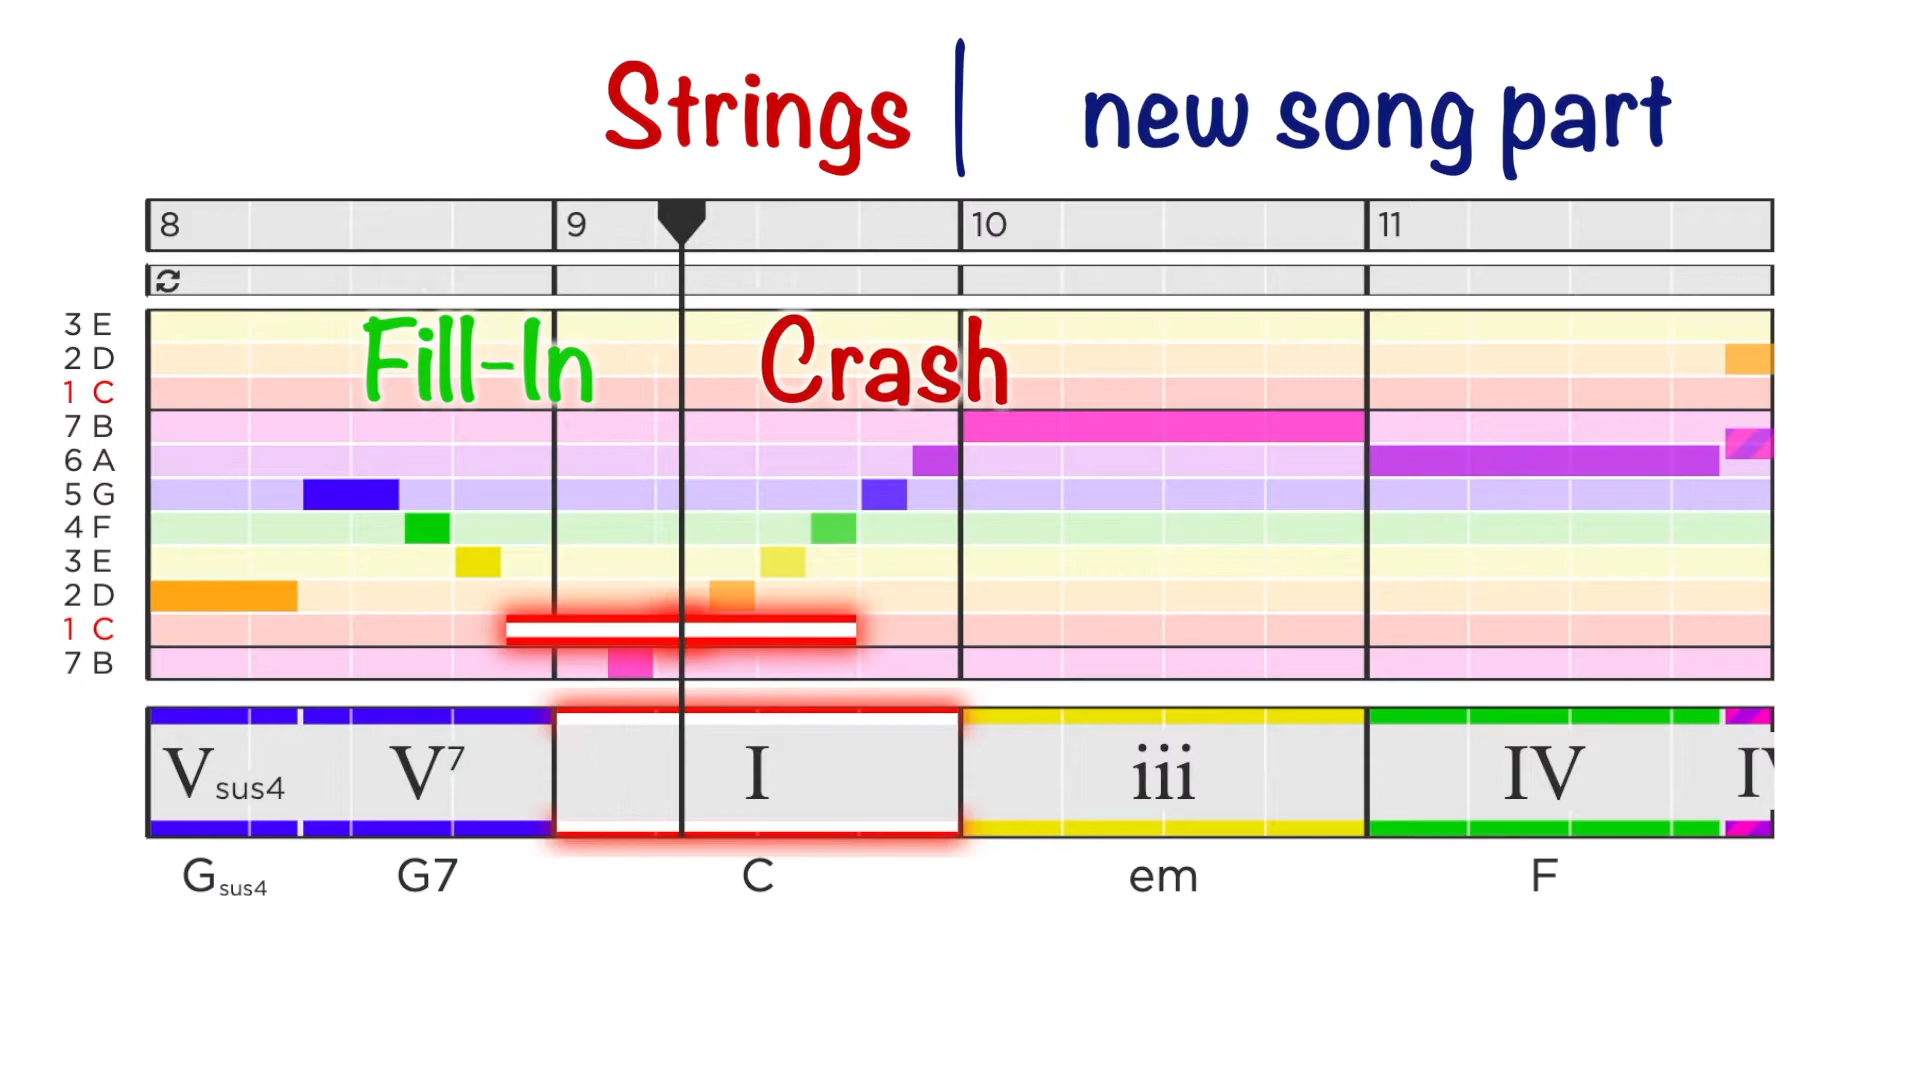 Strings | new song part
8 9 10 11
3 E
2 D
Fill-In Crash
1 C
7 B
6 A
5 G
4 F
3 E
2 D
1 C
7 B
Vsus4 V7 I iii IV
Gsus4 G7 C em F